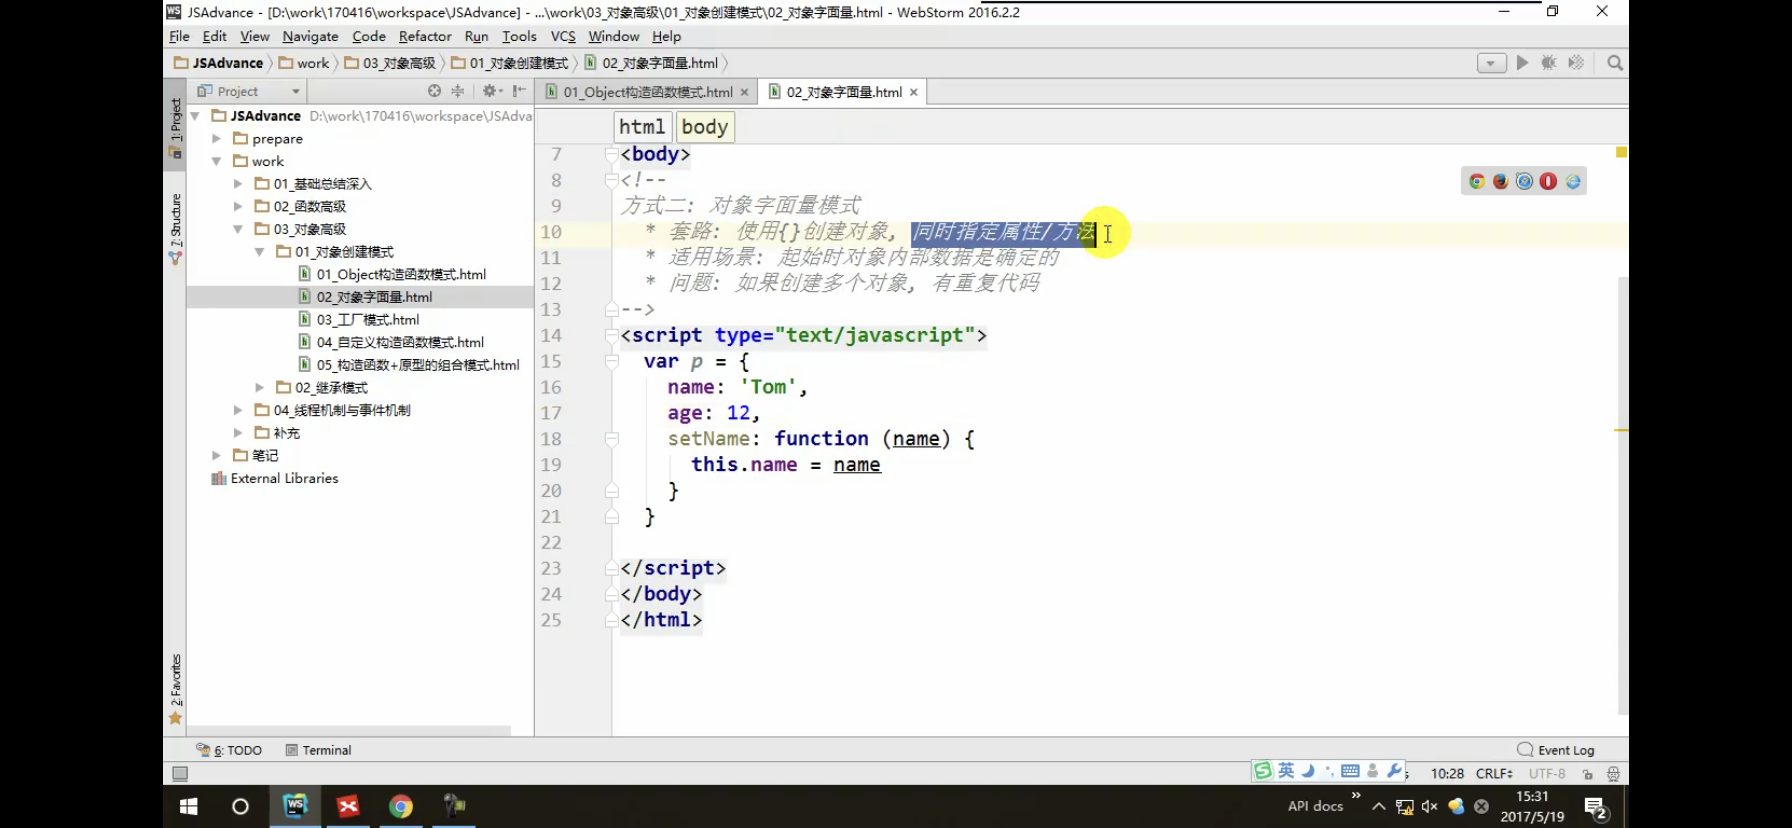 JSAdvance - [D:\work\170416\workspace\JSAdvance] - ...\work\03_对象高级\01_对象创建模式\02_对象字面量.html - WebStorm 2016.2.2
File Edit View Navigate Code Refactor Run Tools VCS Window Help
JSAdvance work 03_对象高级 01_对象创建模式 02_对象字面量.html
Project
01_Object构造函数模式.html
02_对象字面量.html
1: Project
7: Structure
2: Favorites
JSAdvance D:\work\170416\workspace\JSAdva
prepare
work
01_基础总结深入
02_函数高级
03_对象高级
01_对象创建模式
01_Object构造函数模式.html
02_对象字面量.html
03_工厂模式.html
04_自定义构造函数模式.html
05_构造函数+原型的组合模式.html
02_继承模式
04_线程机制与事件机制
补充
笔记
External Libraries
html body
7 <body>
8 <!--
9 方式二: 对象字面量模式
10 * 套路: 使用{}创建对象, 同时指定属性/方法
11 * 适用场景: 起始时对象内部数据是确定的
12 * 问题: 如果创建多个对象, 有重复代码
13 -->
14 <script type="text/javascript">
15 var p = {
16 name: 'Tom',
17 age: 12,
18 setName: function (name) {
19 this.name = name
20 }
21 }
22
23 </script>
24 </body>
25 </html>
6: TODO Terminal Event Log
英 10:28 CRLF UTF-8
API docs
15:31
2017/5/19
2